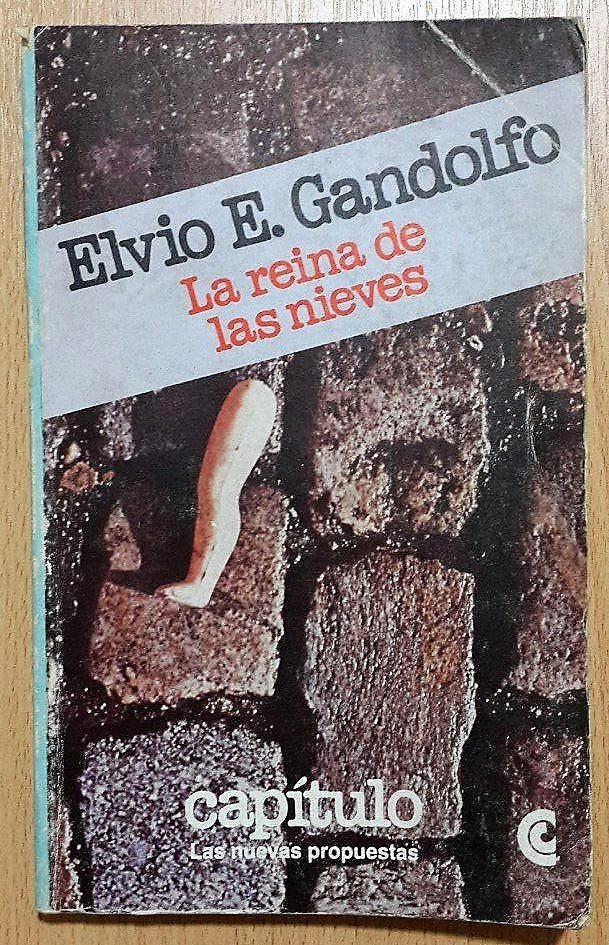 Elvio E. Gandolfo
La reina de
las nieves
capítulo
Las nuevas propuestas